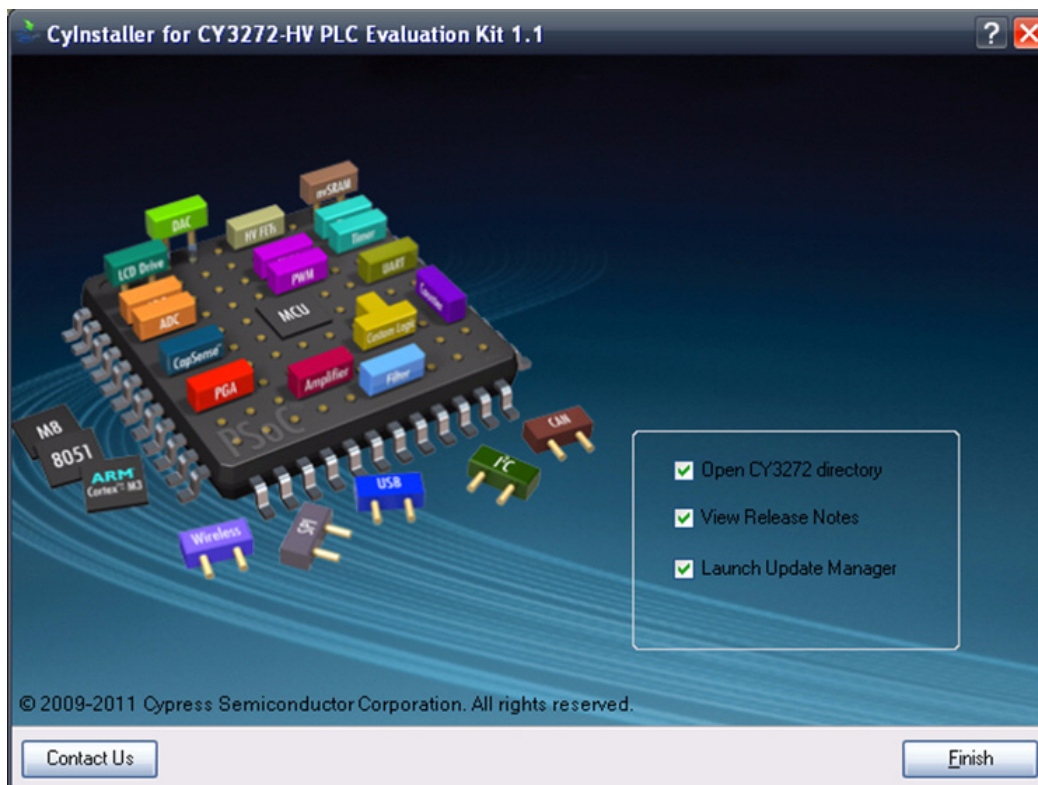 CyInstaller for CY3272-HV PLC Evaluation Kit 1.1
nvSRAM
DAC
HV FETs
Timer
LCD Drive
PWM
UART
Counter
ADC
MCU
Custom Logic
CapSense™
PGA
Amplifier
Filter
PSoC
CAN
M8
8051
ARM
Cortex™ M3
I²C
USB
SPI
Wireless
Open CY3272 directory
View Release Notes
Launch Update Manager
© 2009-2011 Cypress Semiconductor Corporation. All rights reserved.
Contact Us
Finish